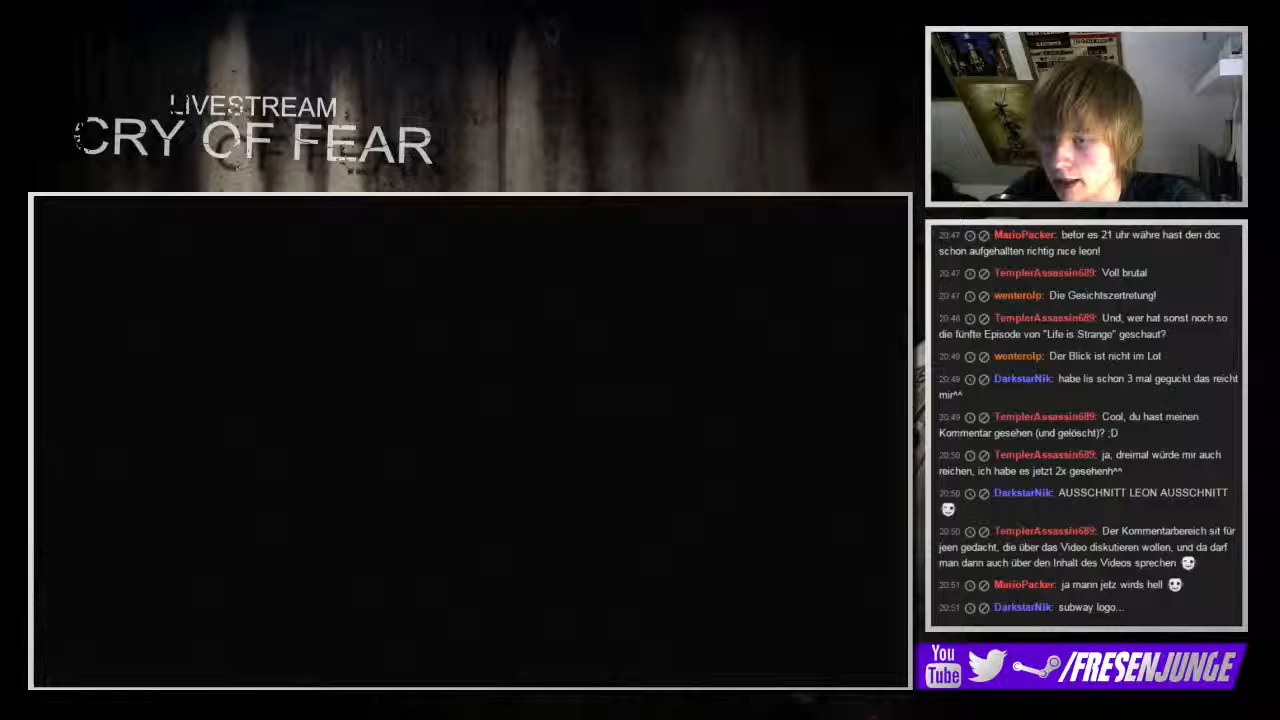 LIVESTREAM
CRY OF FEAR
20:47 MarioPacker: befor es 21 uhr währe hast den doc
schon aufgehallten richtig nice leon!
20:47 TemplerAssassin689: Voll brutal
20:47 wenterolp: Die Gesichtszertretung!
20:48 TemplerAssassin689: Und, wer hat sonst noch so
die fünfte Episode von "Life is Strange" geschaut?
20:49 wenterolp: Der Blick ist nicht im Lot
20:49 DarkstarNik: habe lis schon 3 mal geguckt das reicht
mir^^
20:49 TemplerAssassin689: Cool, du hast meinen
Kommentar gesehen (und gelöscht)? ;D
20:50 TemplerAssassin689: ja, dreimal würde mir auch
reichen, ich habe es jetzt 2x gesehenh^^
20:50 DarkstarNik: AUSSCHNITT LEON AUSSCHNITT
20:50 TemplerAssassin689: Der Kommentarbereich sit für
jeen gedacht, die über das Video diskutieren wollen, und da darf
man dann auch über den Inhalt des Videos sprechen
20:51 MarioPacker: ja mann jetz wirds hell
20:51 DarkstarNik: subway logo...
You
Tube /FRESENJUNGE